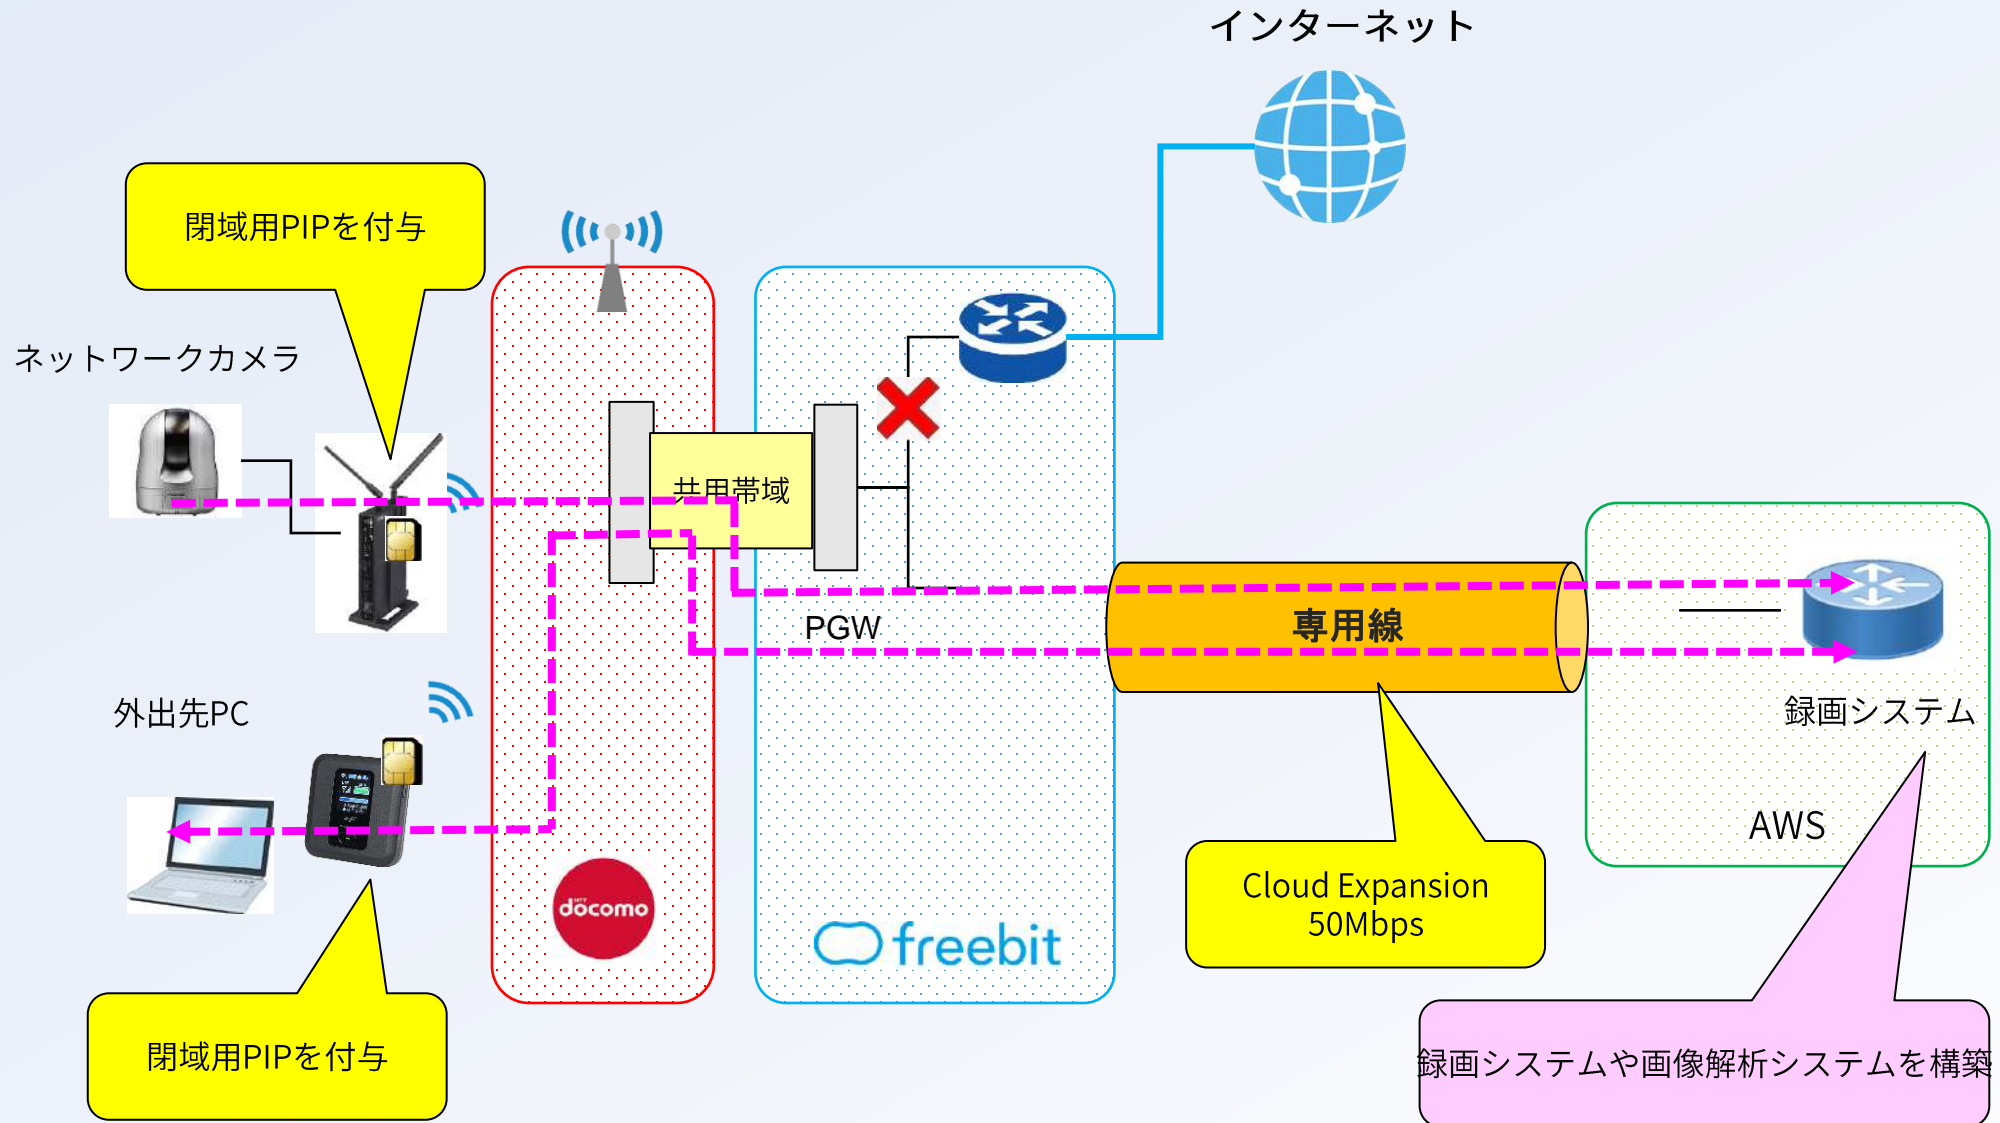 インターネット
閉域用PIPを付与
ネットワークカメラ
共用帯域
専用線
PGW
外出先PC
録画システム
AWS
Cloud Expansion
50Mbps
döcomo
freebit
閉域用PIPを付与
録画システムや画像解析システムを構築